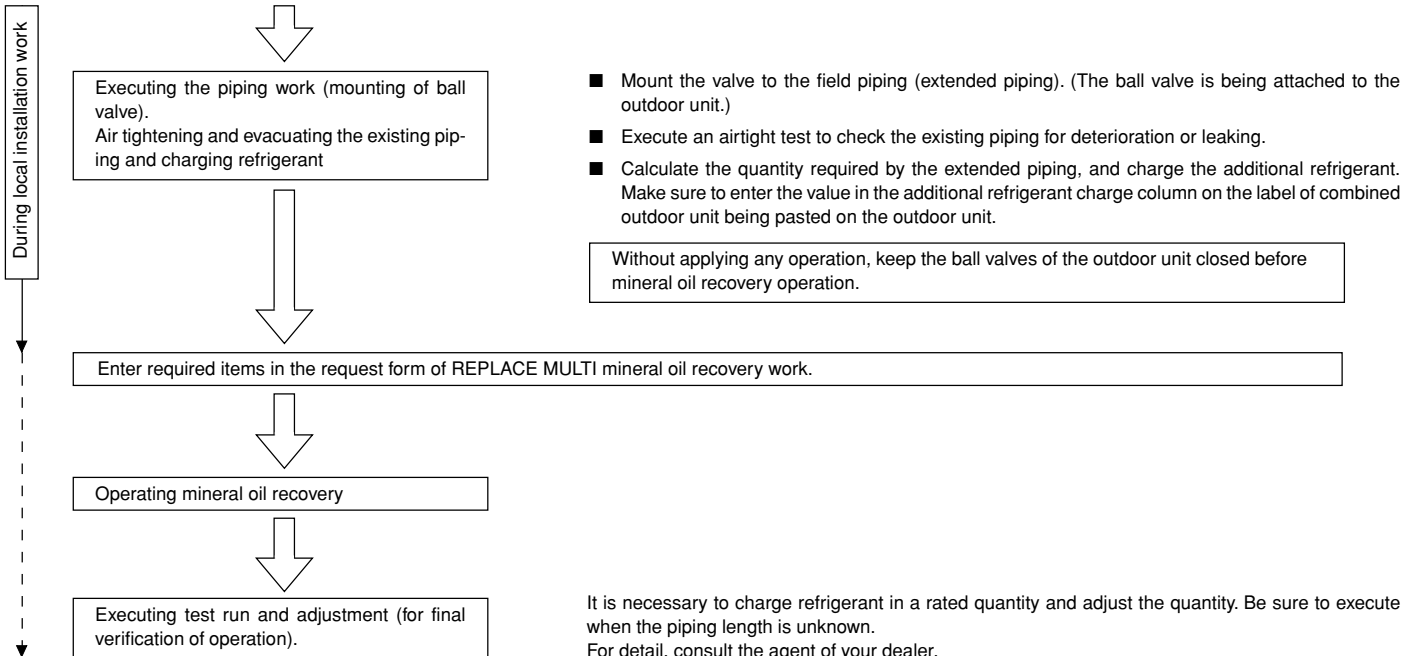 During local installation work
Executing the piping work (mounting of ball
valve).
Air tightening and evacuating the existing pip-
ing and charging refrigerant
■ Mount the valve to the field piping (extended piping). (The ball valve is being attached to the
outdoor unit.)
■ Execute an airtight test to check the existing piping for deterioration or leaking.
■ Calculate the quantity required by the extended piping, and charge the additional refrigerant.
Make sure to enter the value in the additional refrigerant charge column on the label of combined
outdoor unit being pasted on the outdoor unit.
Without applying any operation, keep the ball valves of the outdoor unit closed before
mineral oil recovery operation.
Enter required items in the request form of REPLACE MULTI mineral oil recovery work.
Operating mineral oil recovery
Executing test run and adjustment (for final
verification of operation).
It is necessary to charge refrigerant in a rated quantity and adjust the quantity. Be sure to execute
when the piping length is unknown.
For detail, consult the agent of your dealer.